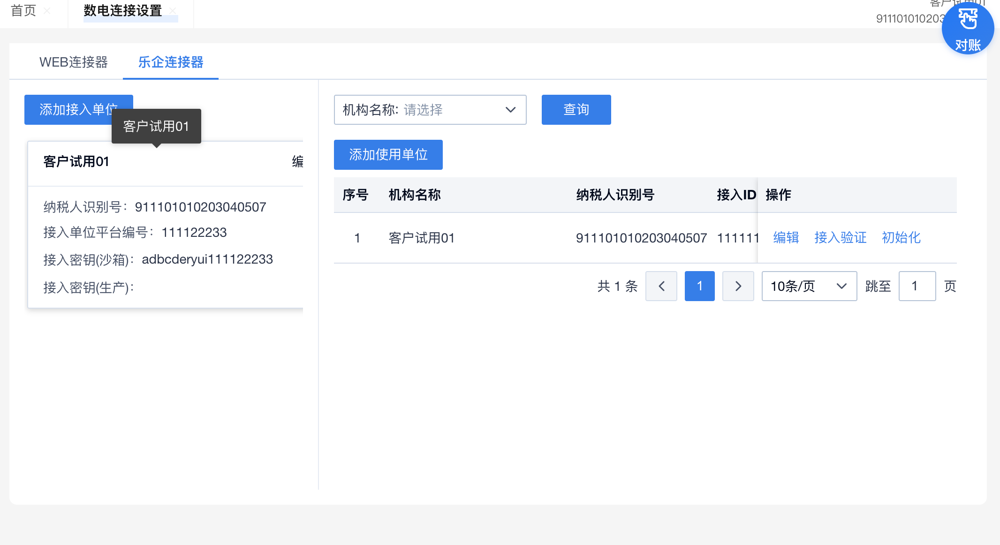 首页
数电连接设置
客户试用01
911101010203
对账
WEB连接器
乐企连接器
添加接入单位
客户试用01
客户试用01
编
纳税人识别号: 911101010203040507
接入单位平台编号: 111122233
接入密钥(沙箱): adbcderyui111122233
接入密钥(生产):
机构名称: 请选择
查询
添加使用单位
序号 机构名称 纳税人识别号 接入ID 操作
1 客户试用01 911101010203040507 111111 编辑 接入验证 初始化
共 1 条 1 10条/页 跳至 1 页